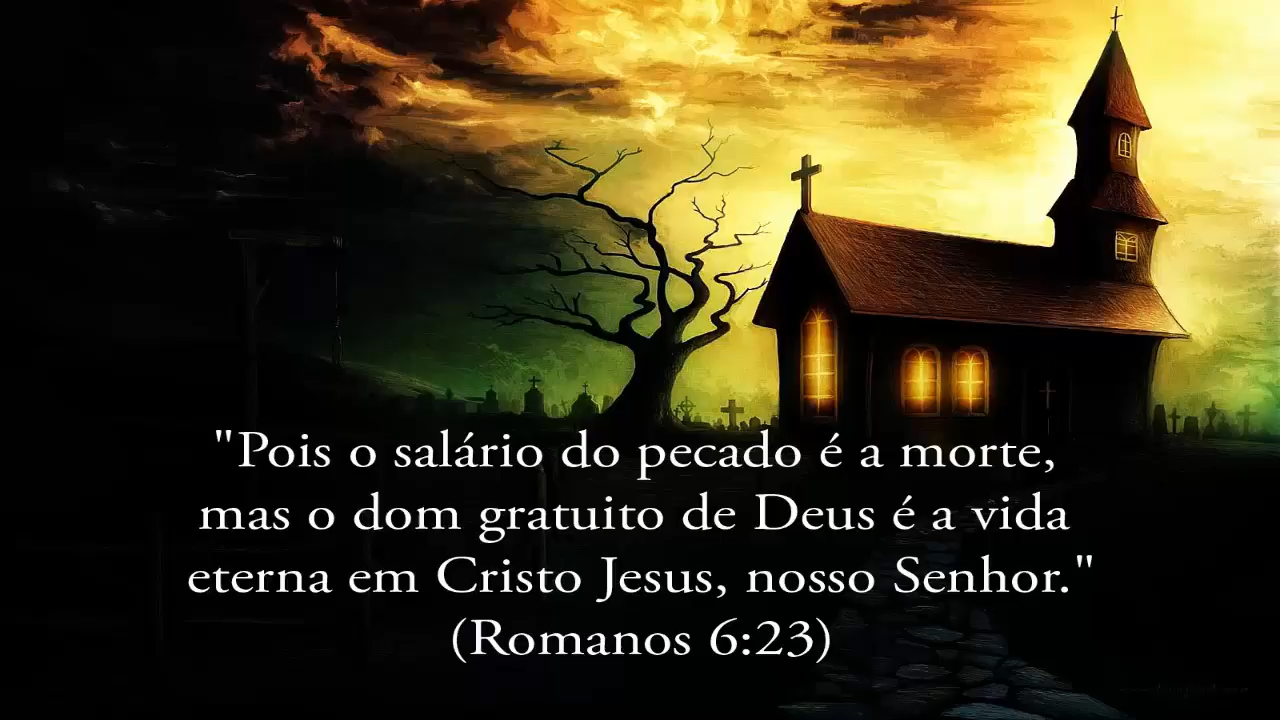 "Pois o salário do pecado é a morte,
mas o dom gratuito de Deus é a vida
eterna em Cristo Jesus, nosso Senhor."
(Romanos 6:23)